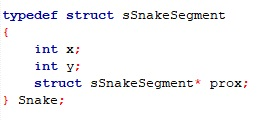 typedef struct sSnakeSegment
{
    int x;
    int y;
    struct sSnakeSegment* prox;
} Snake;